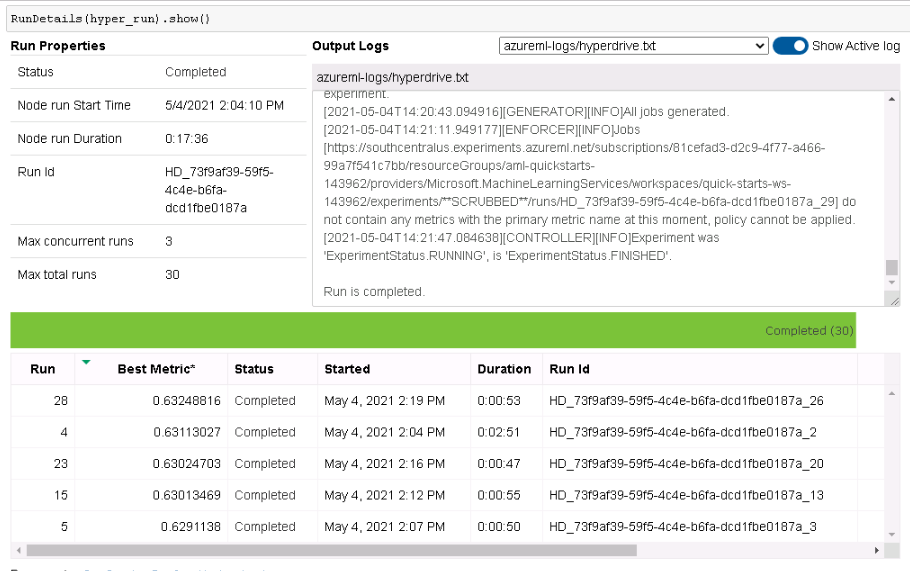 RunDetails(hyper_run).show()
Run Properties
Status Completed
Node run Start Time 5/4/2021 2:04:10 PM
Node run Duration 0:17:36
Run Id HD_73f9af39-59f5-
4c4e-b6fa-
dcd1fbe0187a
Max concurrent runs 3
Max total runs 30
Output Logs azureml-logs/hyperdrive.txt Show Active log
azureml-logs/hyperdrive.txt
experiment.
[2021-05-04T14:20:43.094916][GENERATOR][INFO]All jobs generated.
[2021-05-04T14:21:11.949177][ENFORCER][INFO]Jobs
[https://southcentralus.experiments.azureml.net/subscriptions/81cefad3-d2c9-4f77-a466-
99a7f541c7bb/resourceGroups/aml-quickstarts-
143962/providers/Microsoft.MachineLearningServices/workspaces/quick-starts-ws-
143962/experiments/**SCRUBBED**/runs/HD_73f9af39-59f5-4c4e-b6fa-dcd1fbe0187a_29] do
not contain any metrics with the primary metric name at this moment, policy cannot be applied.
[2021-05-04T14:21:47.084638][CONTROLLER][INFO]Experiment was
'ExperimentStatus.RUNNING', is 'ExperimentStatus.FINISHED'.
Run is completed.
Completed (30)
Run Best Metric* Status Started Duration Run Id
28 0.63248816 Completed May 4, 2021 2:19 PM 0:00:53 HD_73f9af39-59f5-4c4e-b6fa-dcd1fbe0187a_26
4 0.63113027 Completed May 4, 2021 2:04 PM 0:02:51 HD_73f9af39-59f5-4c4e-b6fa-dcd1fbe0187a_2
23 0.63024703 Completed May 4, 2021 2:16 PM 0:00:47 HD_73f9af39-59f5-4c4e-b6fa-dcd1fbe0187a_20
15 0.63013469 Completed May 4, 2021 2:12 PM 0:00:55 HD_73f9af39-59f5-4c4e-b6fa-dcd1fbe0187a_13
5 0.6291138 Completed May 4, 2021 2:07 PM 0:00:50 HD_73f9af39-59f5-4c4e-b6fa-dcd1fbe0187a_3